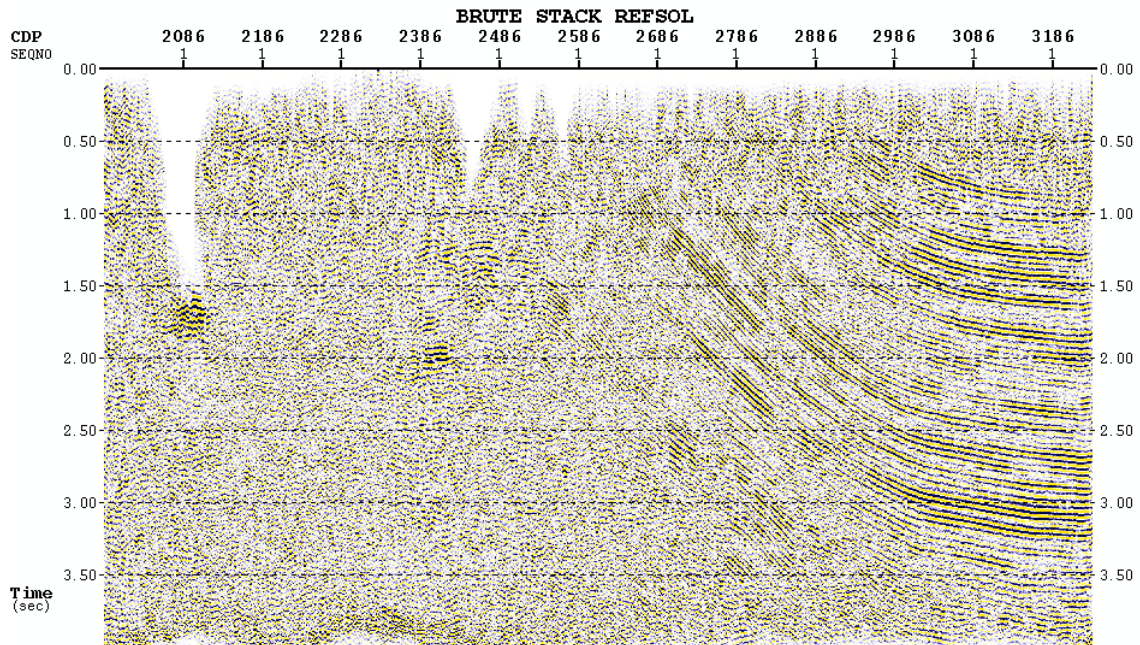 BRUTE STACK REFSOL
CDP 2086 2186 2286 2386 2486 2586 2686 2786 2886 2986 3086 3186
SEQNO 1 1 1 1 1 1 1 1 1 1 1 1
0.00 0.00
0.50 0.50
1.00 1.00
1.50 1.50
2.00 2.00
2.50 2.50
3.00 3.00
3.50 3.50
Time
(sec)